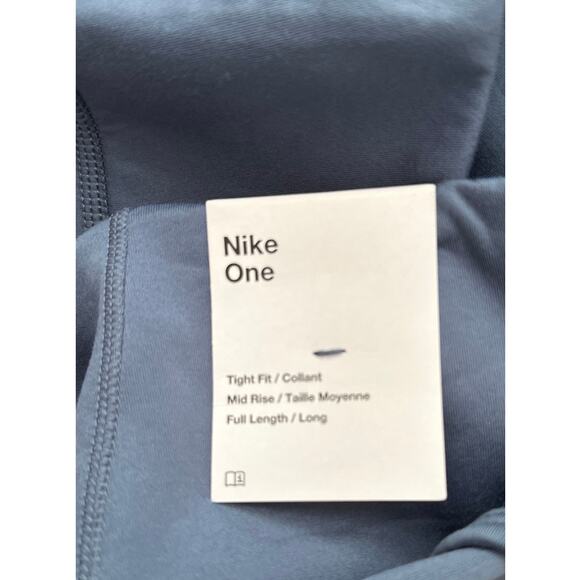 Nike
One
Tight Fit / Collant
Mid Rise / Taille Moyenne
Full Length / Long
i